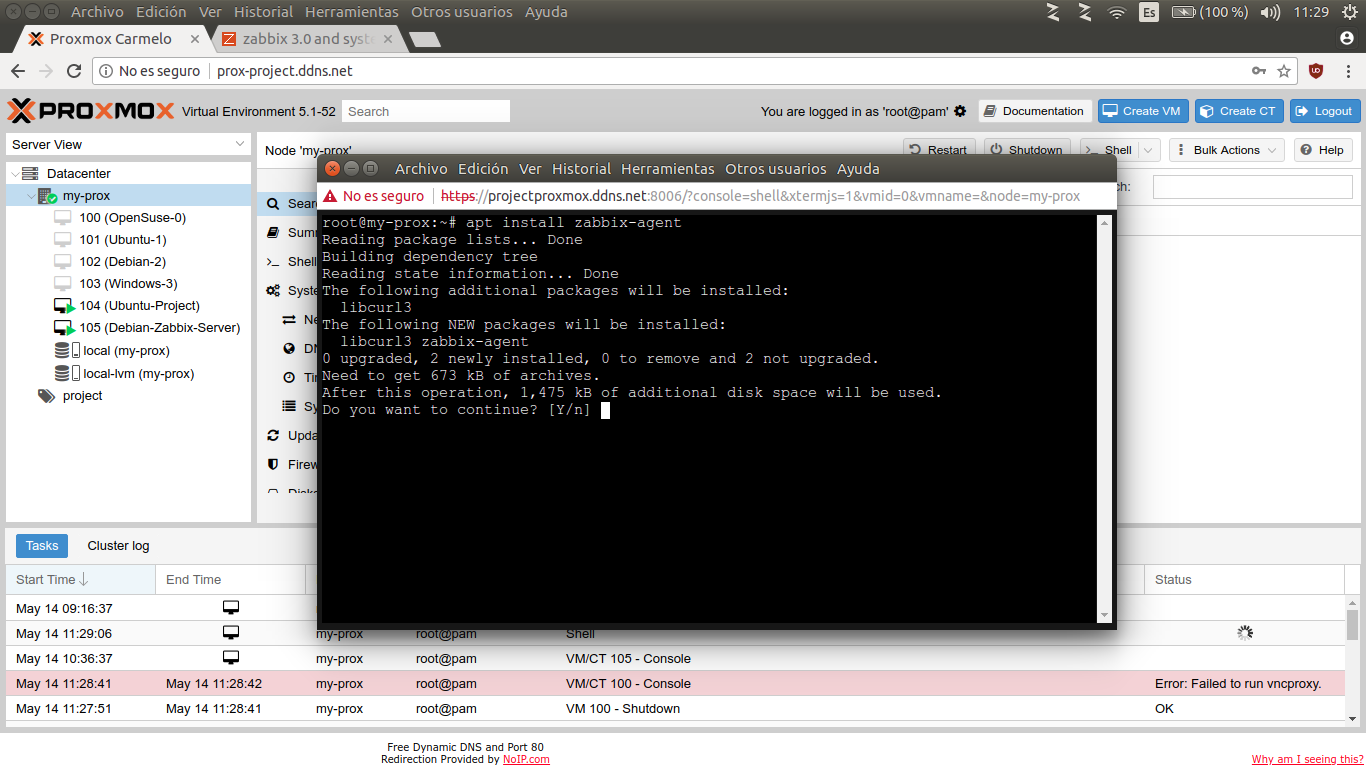 Archivo Edición Ver Historial Herramientas Otros usuarios Ayuda
Es (100 %) 11:29
Proxmox Carmelo
zabbix 3.0 and syste
No es seguro prox-project.ddns.net
PROXMOX Virtual Environment 5.1-52 Search
You are logged in as 'root@pam' Documentation Create VM Create CT Logout
Server View
Node 'my-prox' Restart Shutdown Shell Bulk Actions Help
Datacenter
my-prox
100 (OpenSuse-0)
101 (Ubuntu-1)
102 (Debian-2)
103 (Windows-3)
104 (Ubuntu-Project)
105 (Debian-Zabbix-Server)
local (my-prox)
local-lvm (my-prox)
project
Sear
Sum
Shell
Syst
Ne
DN
Ti
Sy
Upda
Firew
Archivo Edición Ver Historial Herramientas Otros usuarios Ayuda
No es seguro https://projectproxmox.ddns.net:8006/?console=shell&xtermjs=1&vmid=0&vmname=&node=my-prox
root@my-prox:~# apt install zabbix-agent
Reading package lists... Done
Building dependency tree
Reading state information... Done
The following additional packages will be installed:
libcurl3
The following NEW packages will be installed:
libcurl3 zabbix-agent
0 upgraded, 2 newly installed, 0 to remove and 2 not upgraded.
Need to get 673 kB of archives.
After this operation, 1,475 kB of additional disk space will be used.
Do you want to continue? [Y/n]
ch:
Tasks Cluster log
Start Time End Time Status
May 14 09:16:37
May 14 11:29:06 my-prox root@pam Shell
May 14 10:36:37 my-prox root@pam VM/CT 105 - Console
May 14 11:28:41 May 14 11:28:42 my-prox root@pam VM/CT 100 - Console Error: Failed to run vncproxy.
May 14 11:27:51 May 14 11:28:41 my-prox root@pam VM 100 - Shutdown OK
Free Dynamic DNS and Port 80
Redirection Provided by NoIP.com
Why am I seeing this?